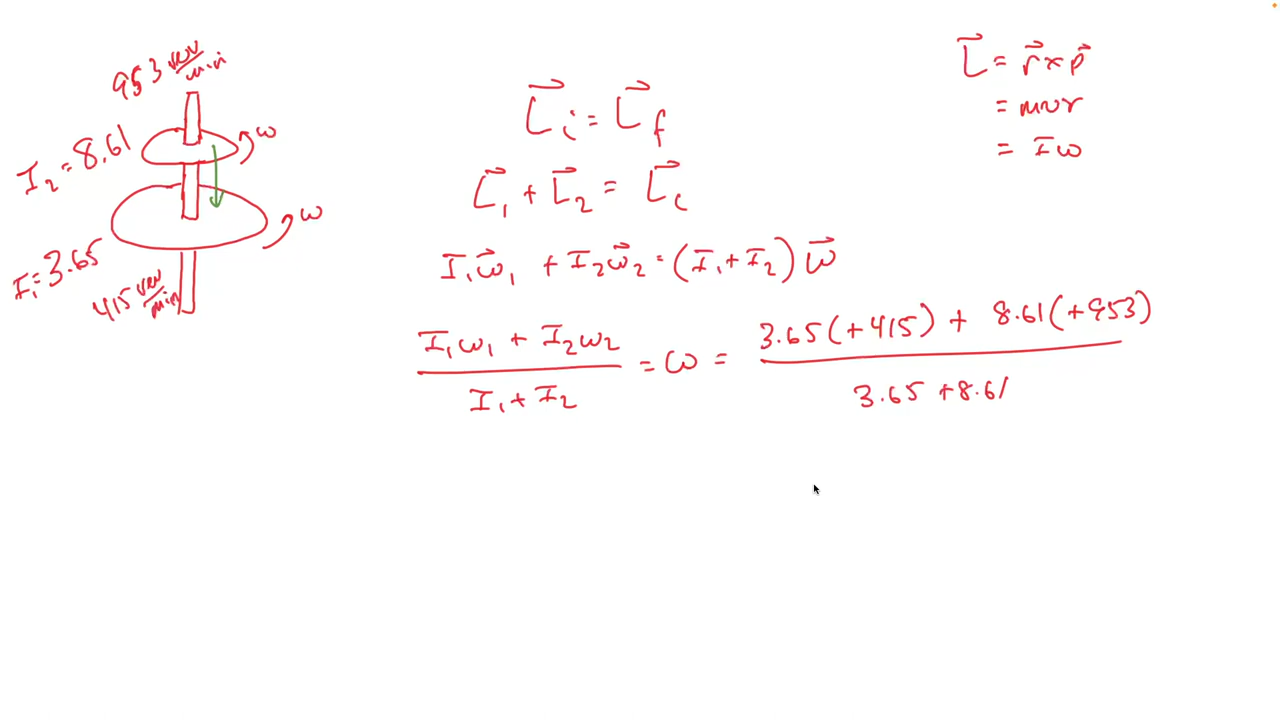 953 rev/min
I₂ = 8.61
ω
ω
I₁ = 3.65
415 rev/min
L⃗ᵢ = L⃗f
L⃗₁ + L⃗₂ = L⃗c
I₁ω⃗₁ + I₂ω⃗₂ = (I₁ + I₂) ω⃗
(I₁ω₁ + I₂ω₂)/(I₁ + I₂) = ω = (3.65(+415) + 8.61(+953))/(3.65 + 8.61)
L⃗ = r⃗ × p⃗
= mvr
= Iω